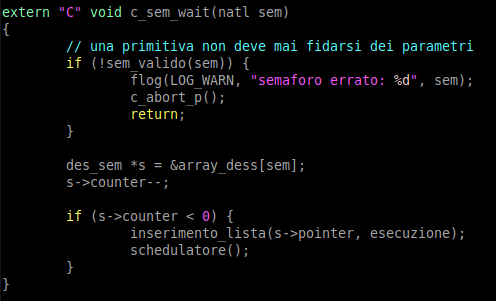 extern "C" void c_sem_wait(natl sem)
{
        // una primitiva non deve mai fidarsi dei parametri
        if (!sem_valido(sem)) {
                flog(LOG_WARN, "semaforo errato: %d", sem);
                c_abort_p();
                return;
        }

        des_sem *s = &array_dess[sem];
        s->counter--;

        if (s->counter < 0) {
                inserimento_lista(s->pointer, esecuzione);
                schedulatore();
        }
}